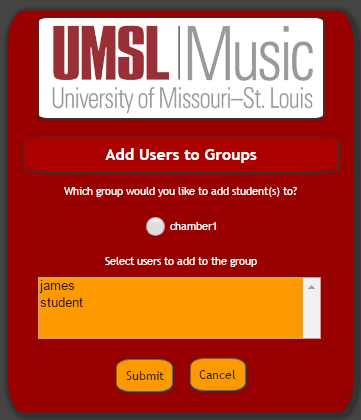 UMSL | Music
University of Missouri–St. Louis
Add Users to Groups
Which group would you like to add student(s) to?
chamber1
Select users to add to the group
james
student
Submit Cancel